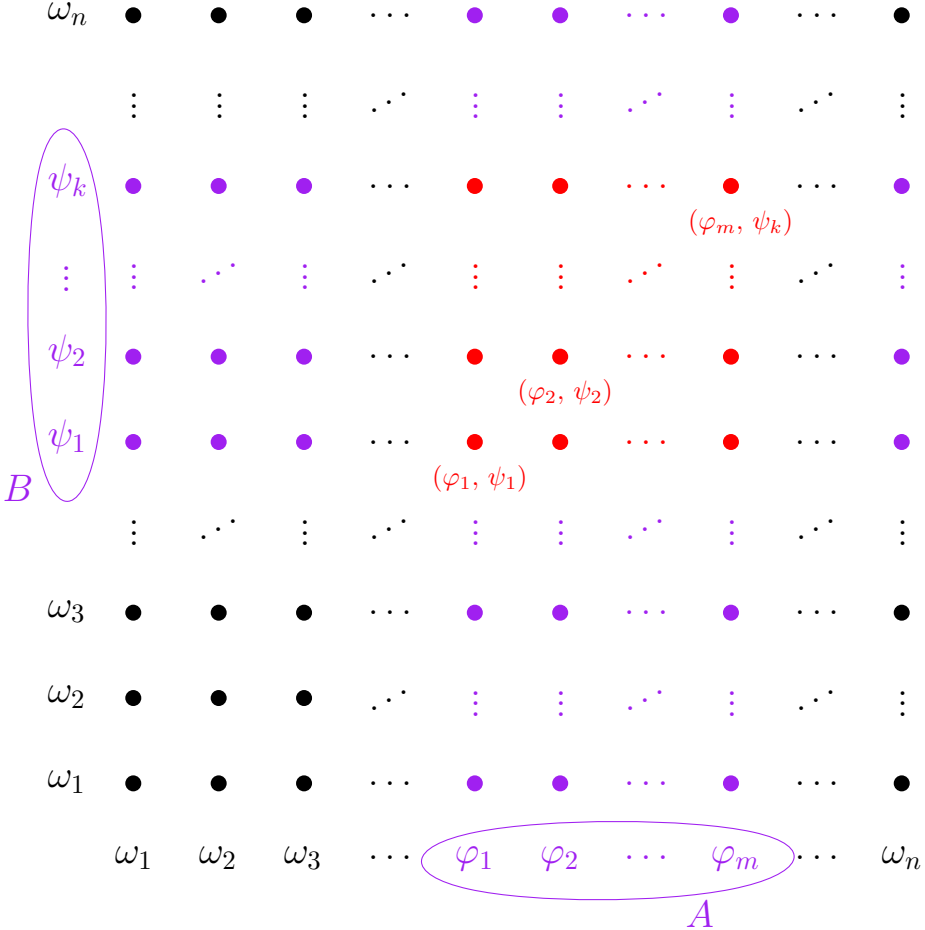 ωₙ
⋮ ⋮ ⋮ ⋰ ⋮ ⋮ ⋰ ⋮ ⋰ ⋮
ψₖ ⋯ ⋯ ⋯
(φₘ, ψₖ)
⋮ ⋮ ⋰ ⋮ ⋰ ⋮ ⋮ ⋰ ⋮ ⋰ ⋮
ψ₂ ⋯ ⋯ ⋯
(φ₂, ψ₂)
ψ₁ ⋯ ⋯ ⋯
(φ₁, ψ₁)
B
⋮ ⋰ ⋮ ⋰ ⋮ ⋮ ⋰ ⋮ ⋰ ⋮
ω₃ ⋯ ⋯ ⋯
ω₂ ⋰ ⋮ ⋮ ⋰ ⋮ ⋰ ⋮
ω₁ ⋯ ⋯ ⋯
ω₁ ω₂ ω₃ ⋯ φ₁ φ₂ ⋯ φₘ ⋯ ωₙ
A